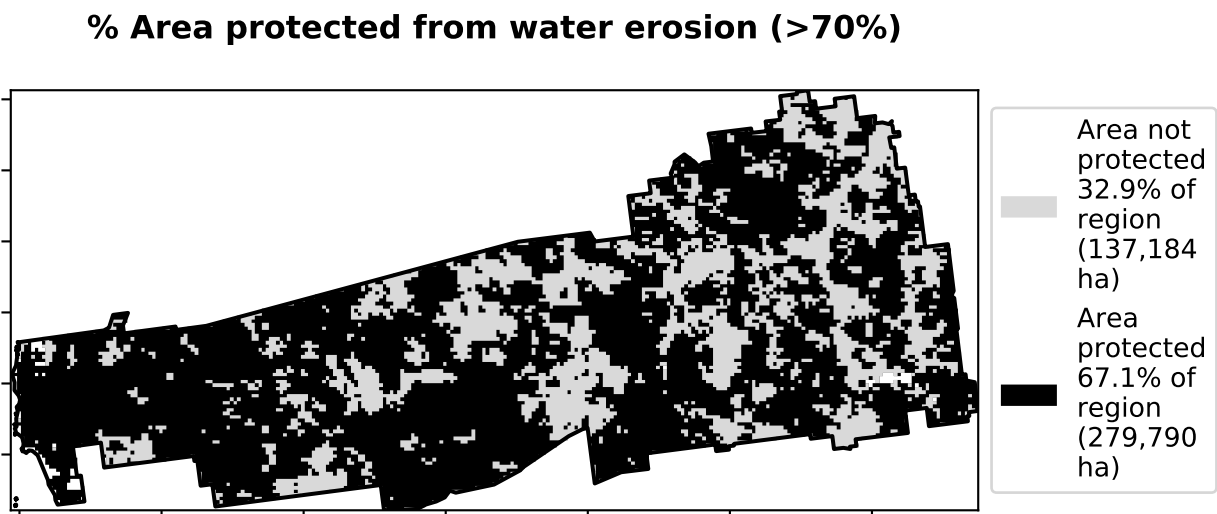 % Area protected from water erosion (>70%)
Area not
protected
32.9% of
region
(137,184
ha)
Area
protected
67.1% of
region
(279,790
ha)